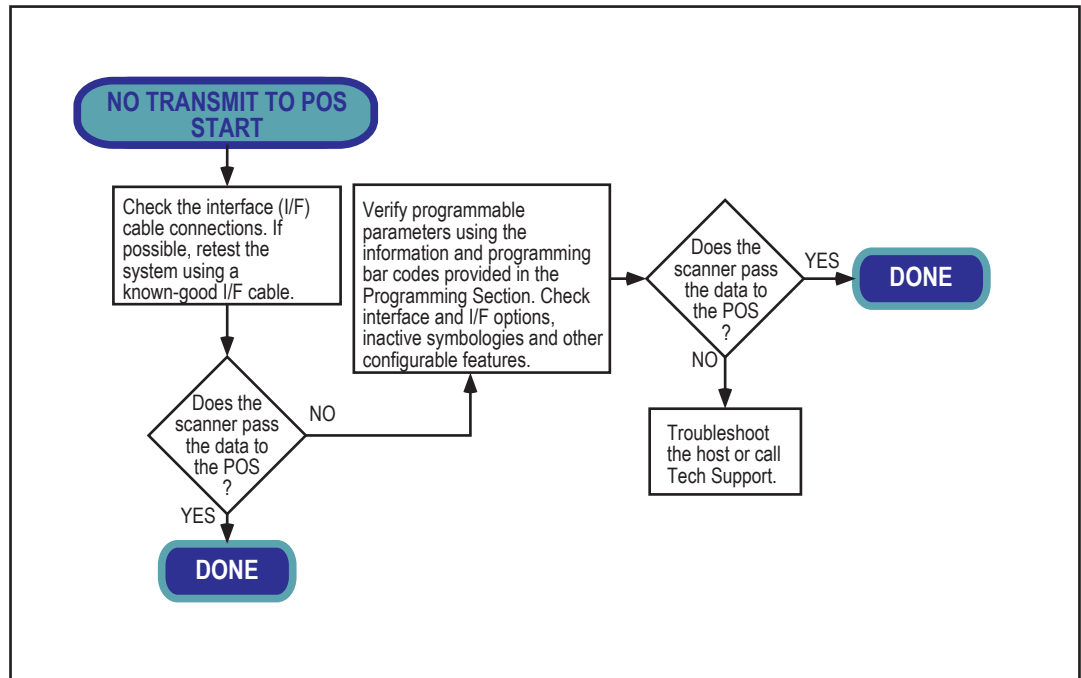 NO TRANSMIT TO POS
START
Check the interface (I/F)
cable connections. If
possible, retest the
system using a
known-good I/F cable.
Does the
scanner pass
the data to
the POS
?
NO
YES
DONE
Verify programmable
parameters using the
information and programming
bar codes provided in the
Programming Section. Check
interface and I/F options,
inactive symbologies and other
configurable features.
Does the
scanner pass
the data to
the POS
?
YES
DONE
NO
Troubleshoot
the host or call
Tech Support.